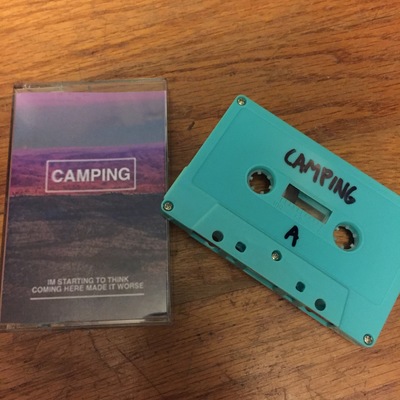 CAMPING
IM STARTING TO THINK
COMING HERE MADE IT WORSE
CAMPING
A